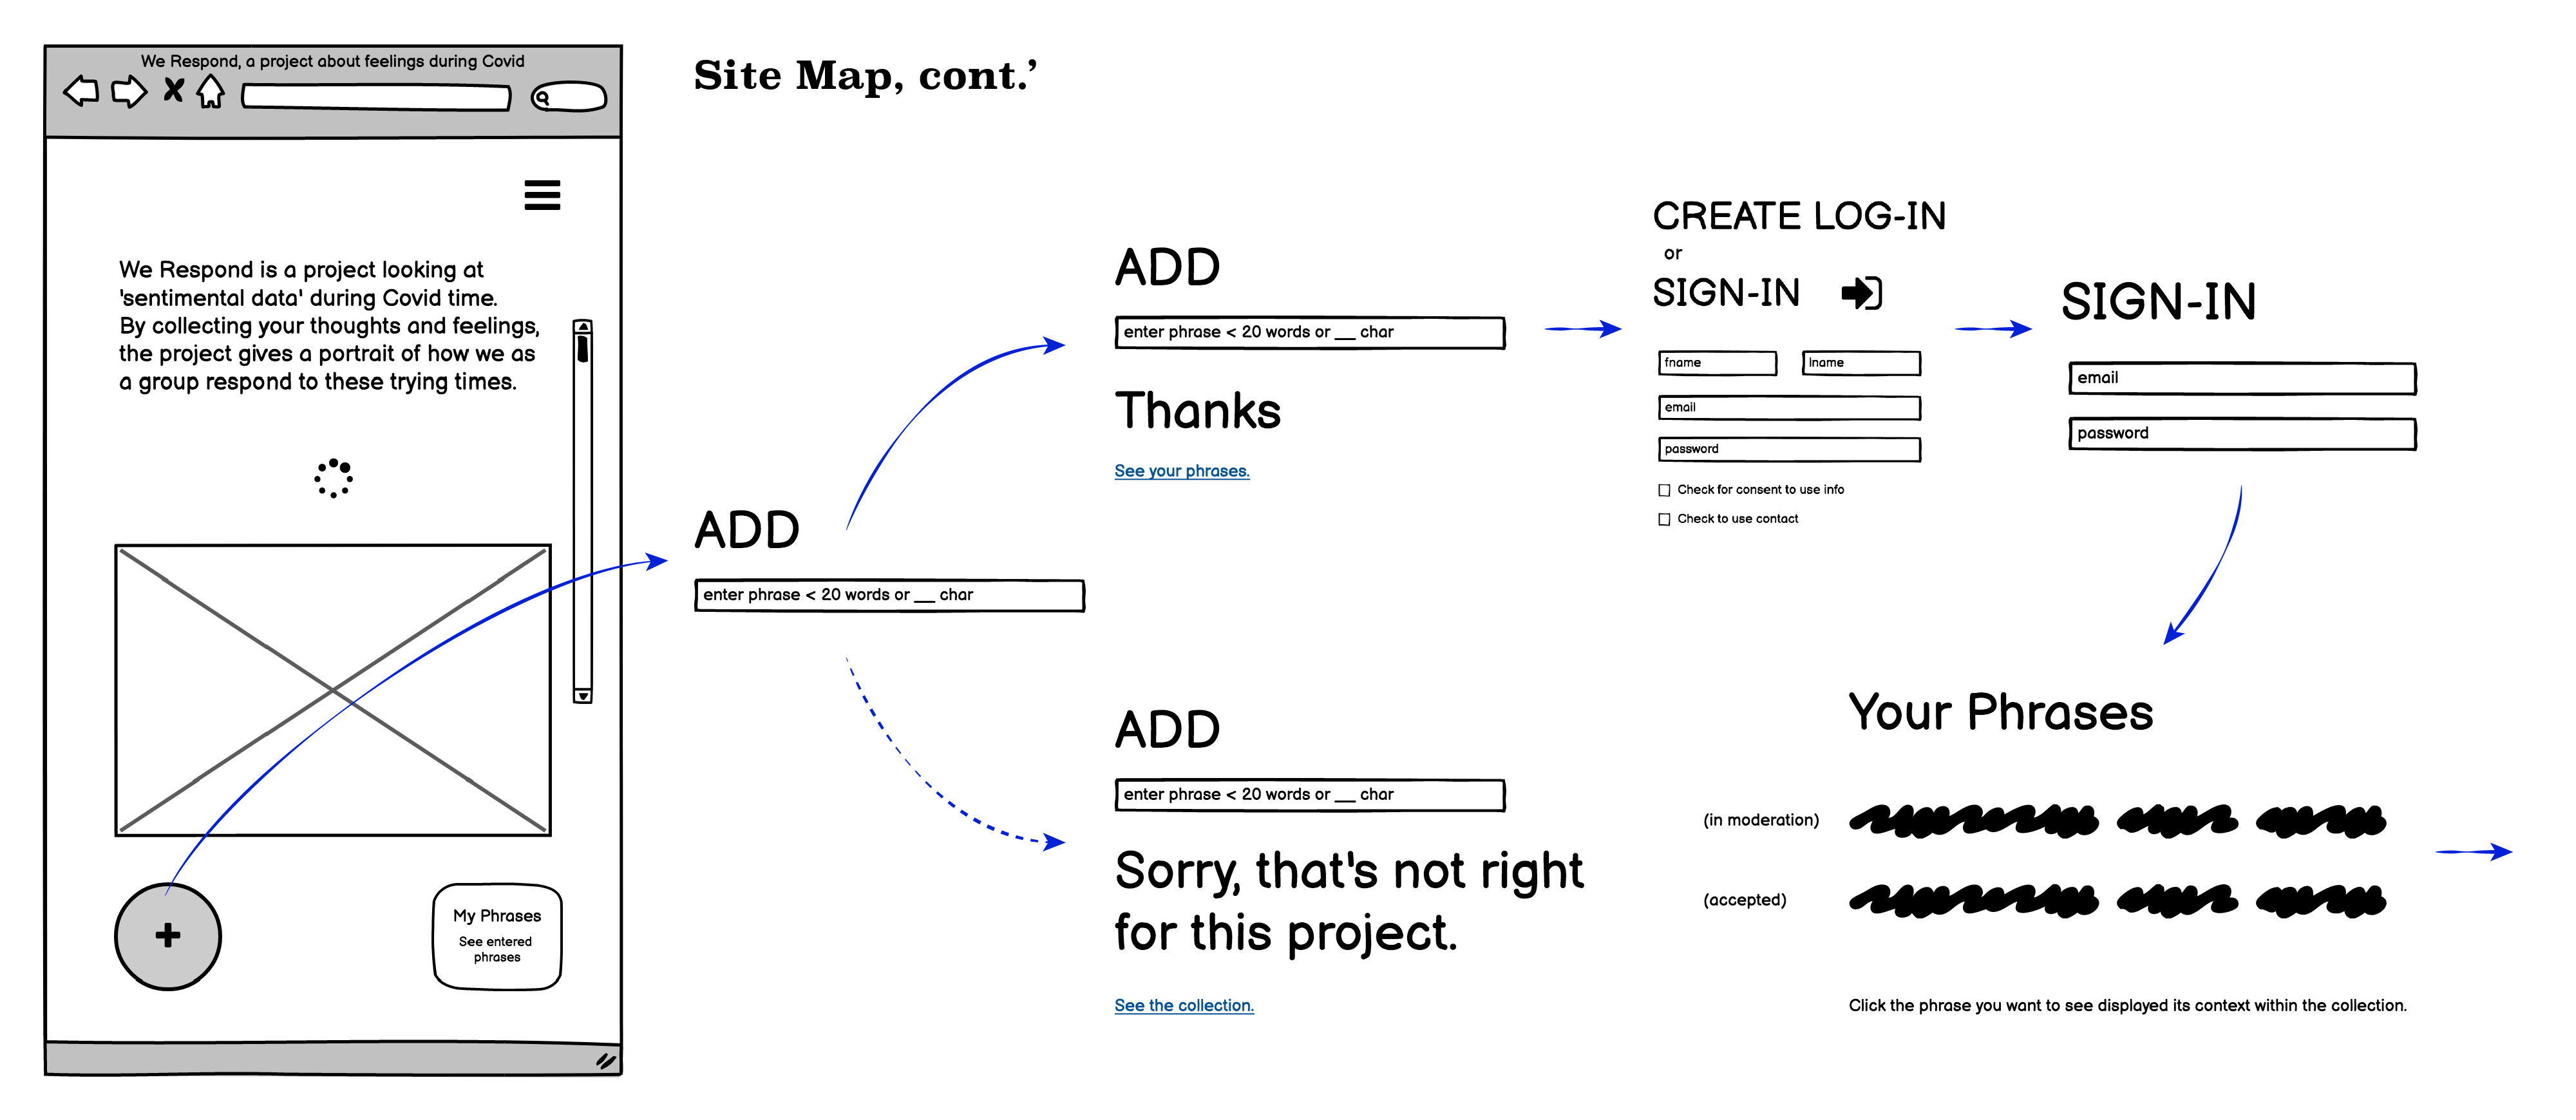 We Respond, a project about feelings during Covid
Site Map, cont.’
We Respond is a project looking at
'sentimental data' during Covid time.
By collecting your thoughts and feelings,
the project gives a portrait of how we as
a group respond to these trying times.
+
My Phrases
See entered
phrases
ADD
enter phrase < 20 words or __ char
ADD
enter phrase < 20 words or __ char
Thanks
See your phrases.
ADD
enter phrase < 20 words or __ char
Sorry, that's not right
for this project.
See the collection.
CREATE LOG-IN
or
SIGN-IN
fname
lname
email
password
Check for consent to use info
Check to use contact
SIGN-IN
email
password
Your Phrases
(in moderation)
(accepted)
Click the phrase you want to see displayed its context within the collection.